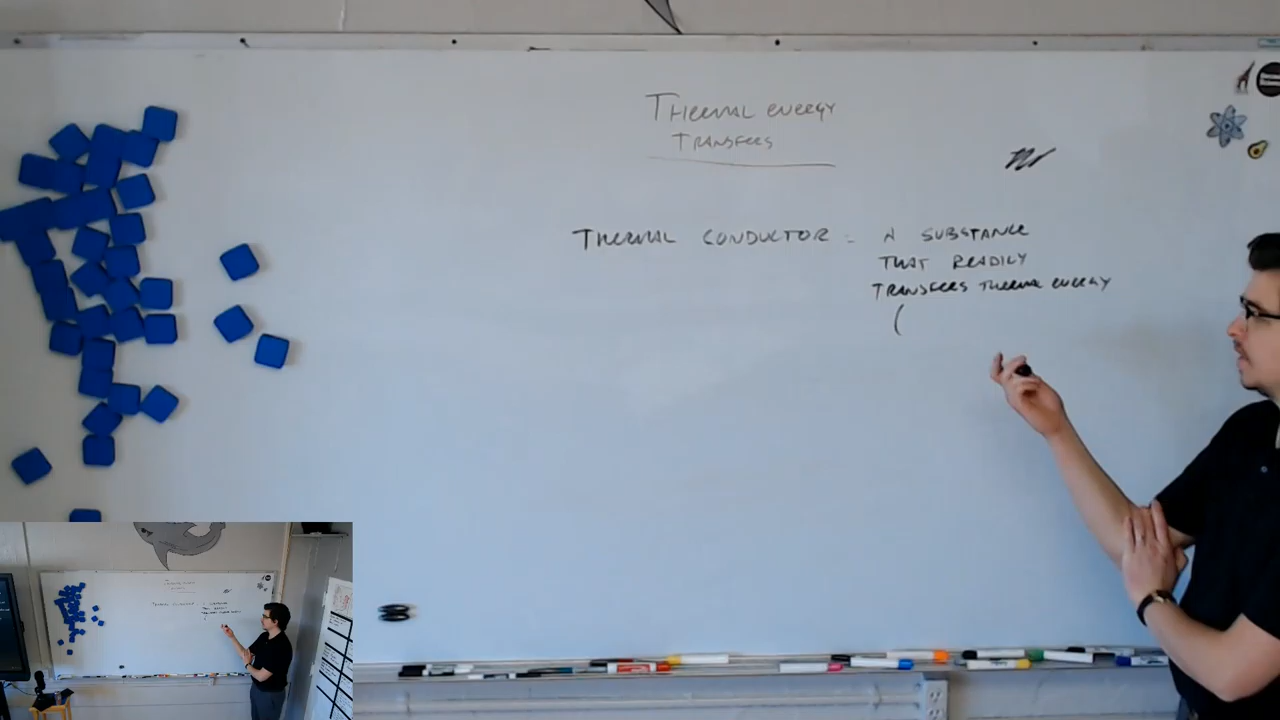 THERMAL ENERGY
TRANSFERS
THERMAL CONDUCTOR = A SUBSTANCE
THAT READILY
TRANSFERS THERMAL ENERGY
(